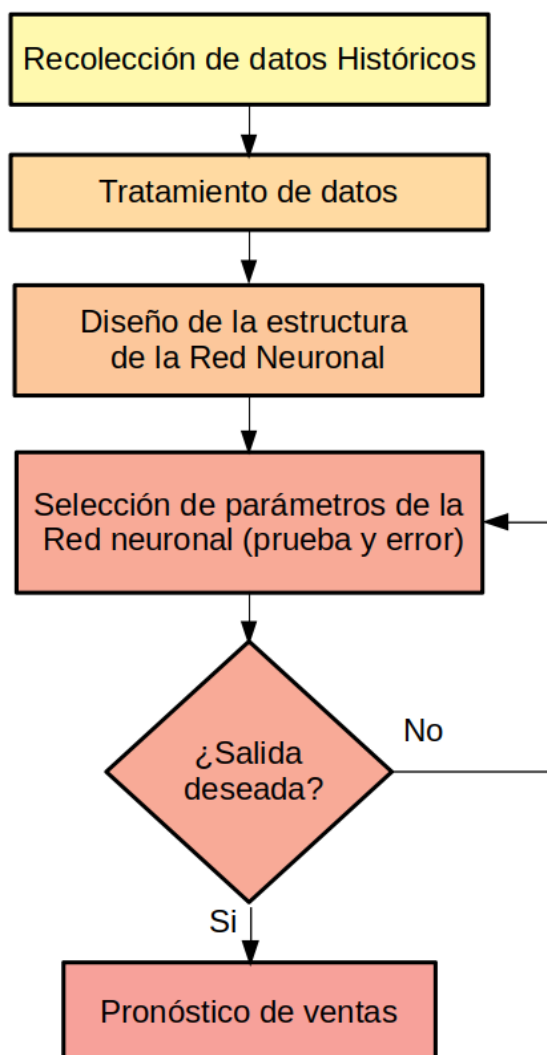 Recolección de datos Históricos
Tratamiento de datos
Diseño de la estructura
de la Red Neuronal
Selección de parámetros de la
Red neuronal (prueba y error)
¿Salida
deseada?
No
Si
Pronóstico de ventas